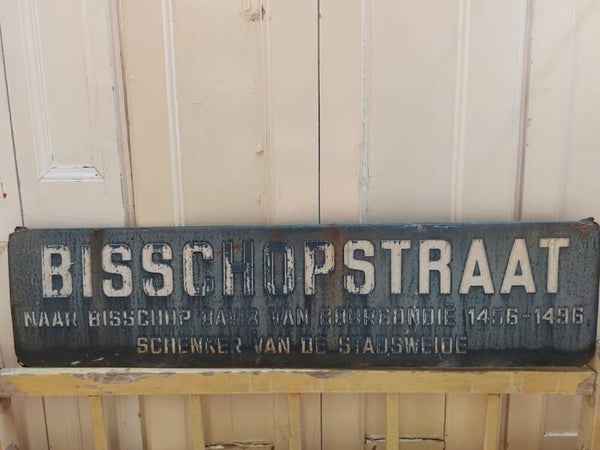 BISSCHOPSTRAAT
NAAR BISSCHOP DAVID VAN BOURGONDIE 1456-1496
SCHENKER VAN DE STADSWEIDE